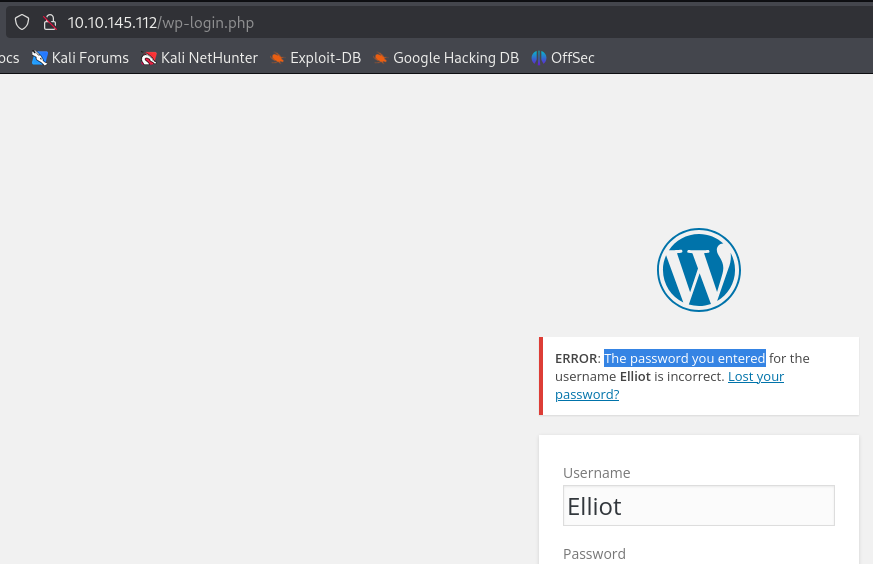 10.10.145.112/wp-login.php
ocs Kali Forums Kali NetHunter Exploit-DB Google Hacking DB OffSec
ERROR: The password you entered for the
username Elliot is incorrect. Lost your
password?
Username
Elliot
Password